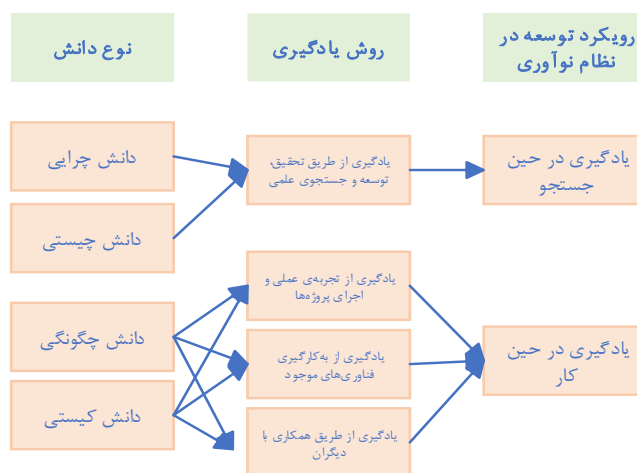 رویکرد توسعه در
نظام نوآوری
روش یادگیری
نوع دانش
دانش چرایی
یادگیری از طریق تحقیق،
توسعه و جستجوی علمی
یادگیری در حین
جستجو
دانش چیستی
یادگیری از تجربه‌ی عملی و
اجرای پروژه‌ها
دانش چگونگی
یادگیری از به‌کارگیری
فناوری‌های موجود
یادگیری در حین
کار
دانش کیستی
یادگیری از طریق همکاری با
دیگران